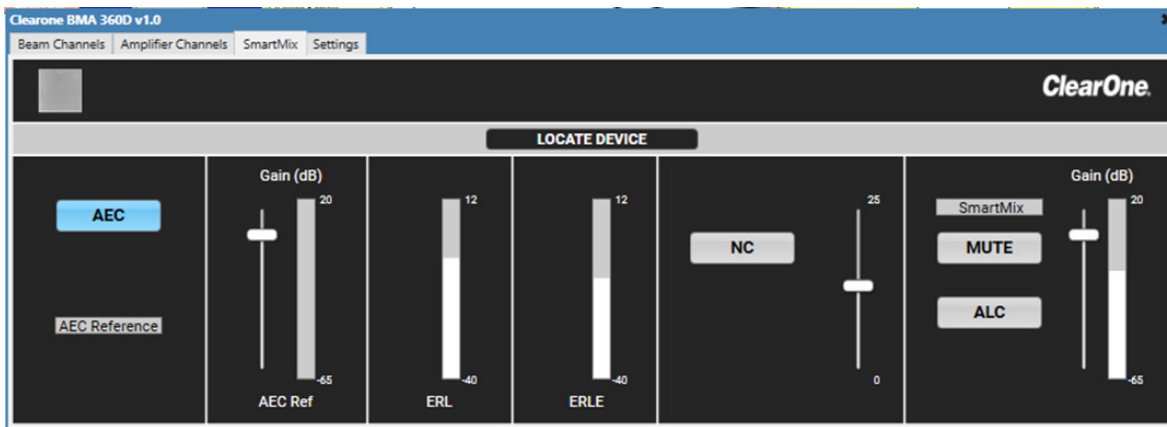 Clearone BMA 360D v1.0
Beam Channels Amplifier Channels SmartMix Settings
ClearOne.
LOCATE DEVICE
AEC
AEC Reference
Gain (dB)
20
-65
AEC Ref
12
-40
ERL
12
-40
ERLE
NC
25
0
SmartMix
MUTE
ALC
Gain (dB)
20
-65